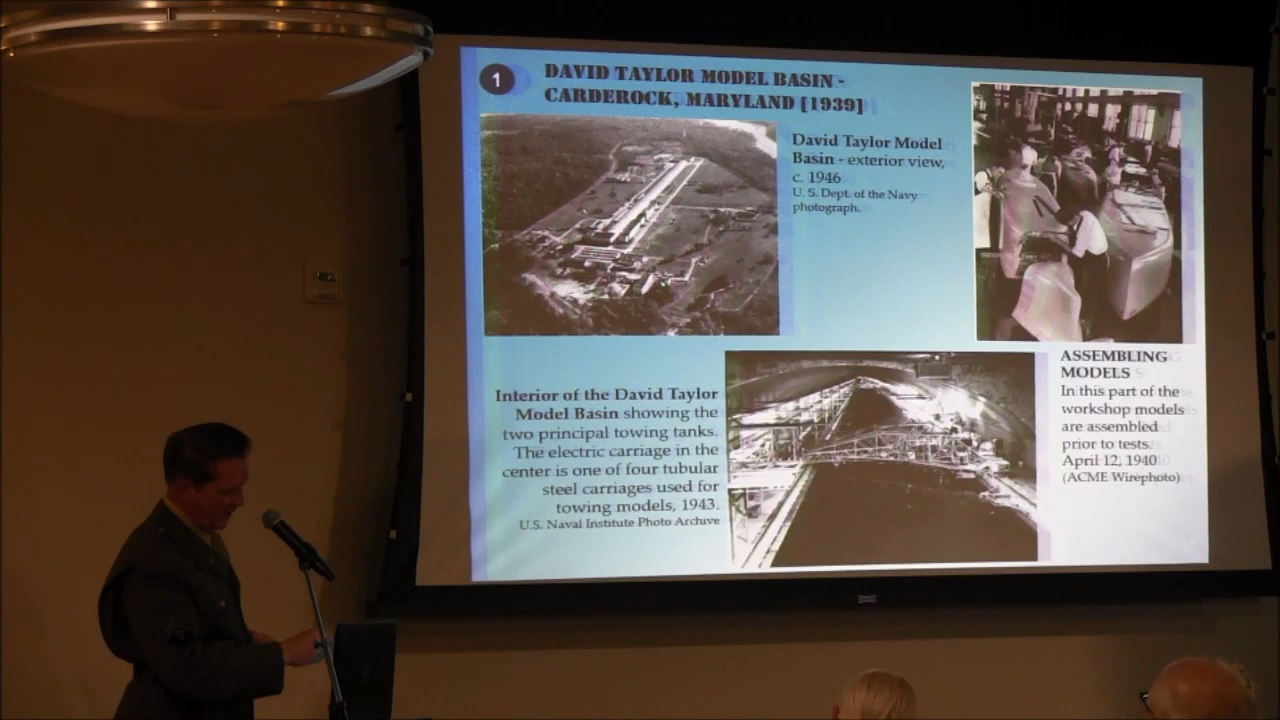 1
DAVID TAYLOR MODEL BASIN -
CARDEROCK, MARYLAND [1939]
David Taylor Model
Basin - exterior view,
c. 1946
U. S. Dept. of the Navy
photograph.
Interior of the David Taylor
Model Basin showing the
two principal towing tanks.
The electric carriage in the
center is one of four tubular
steel carriages used for
towing models, 1943.
U.S. Naval Institute Photo Archive
ASSEMBLING
MODELS
In this part of the
workshop models
are assembled
prior to tests.
April 12, 1940
(ACME Wirephoto)